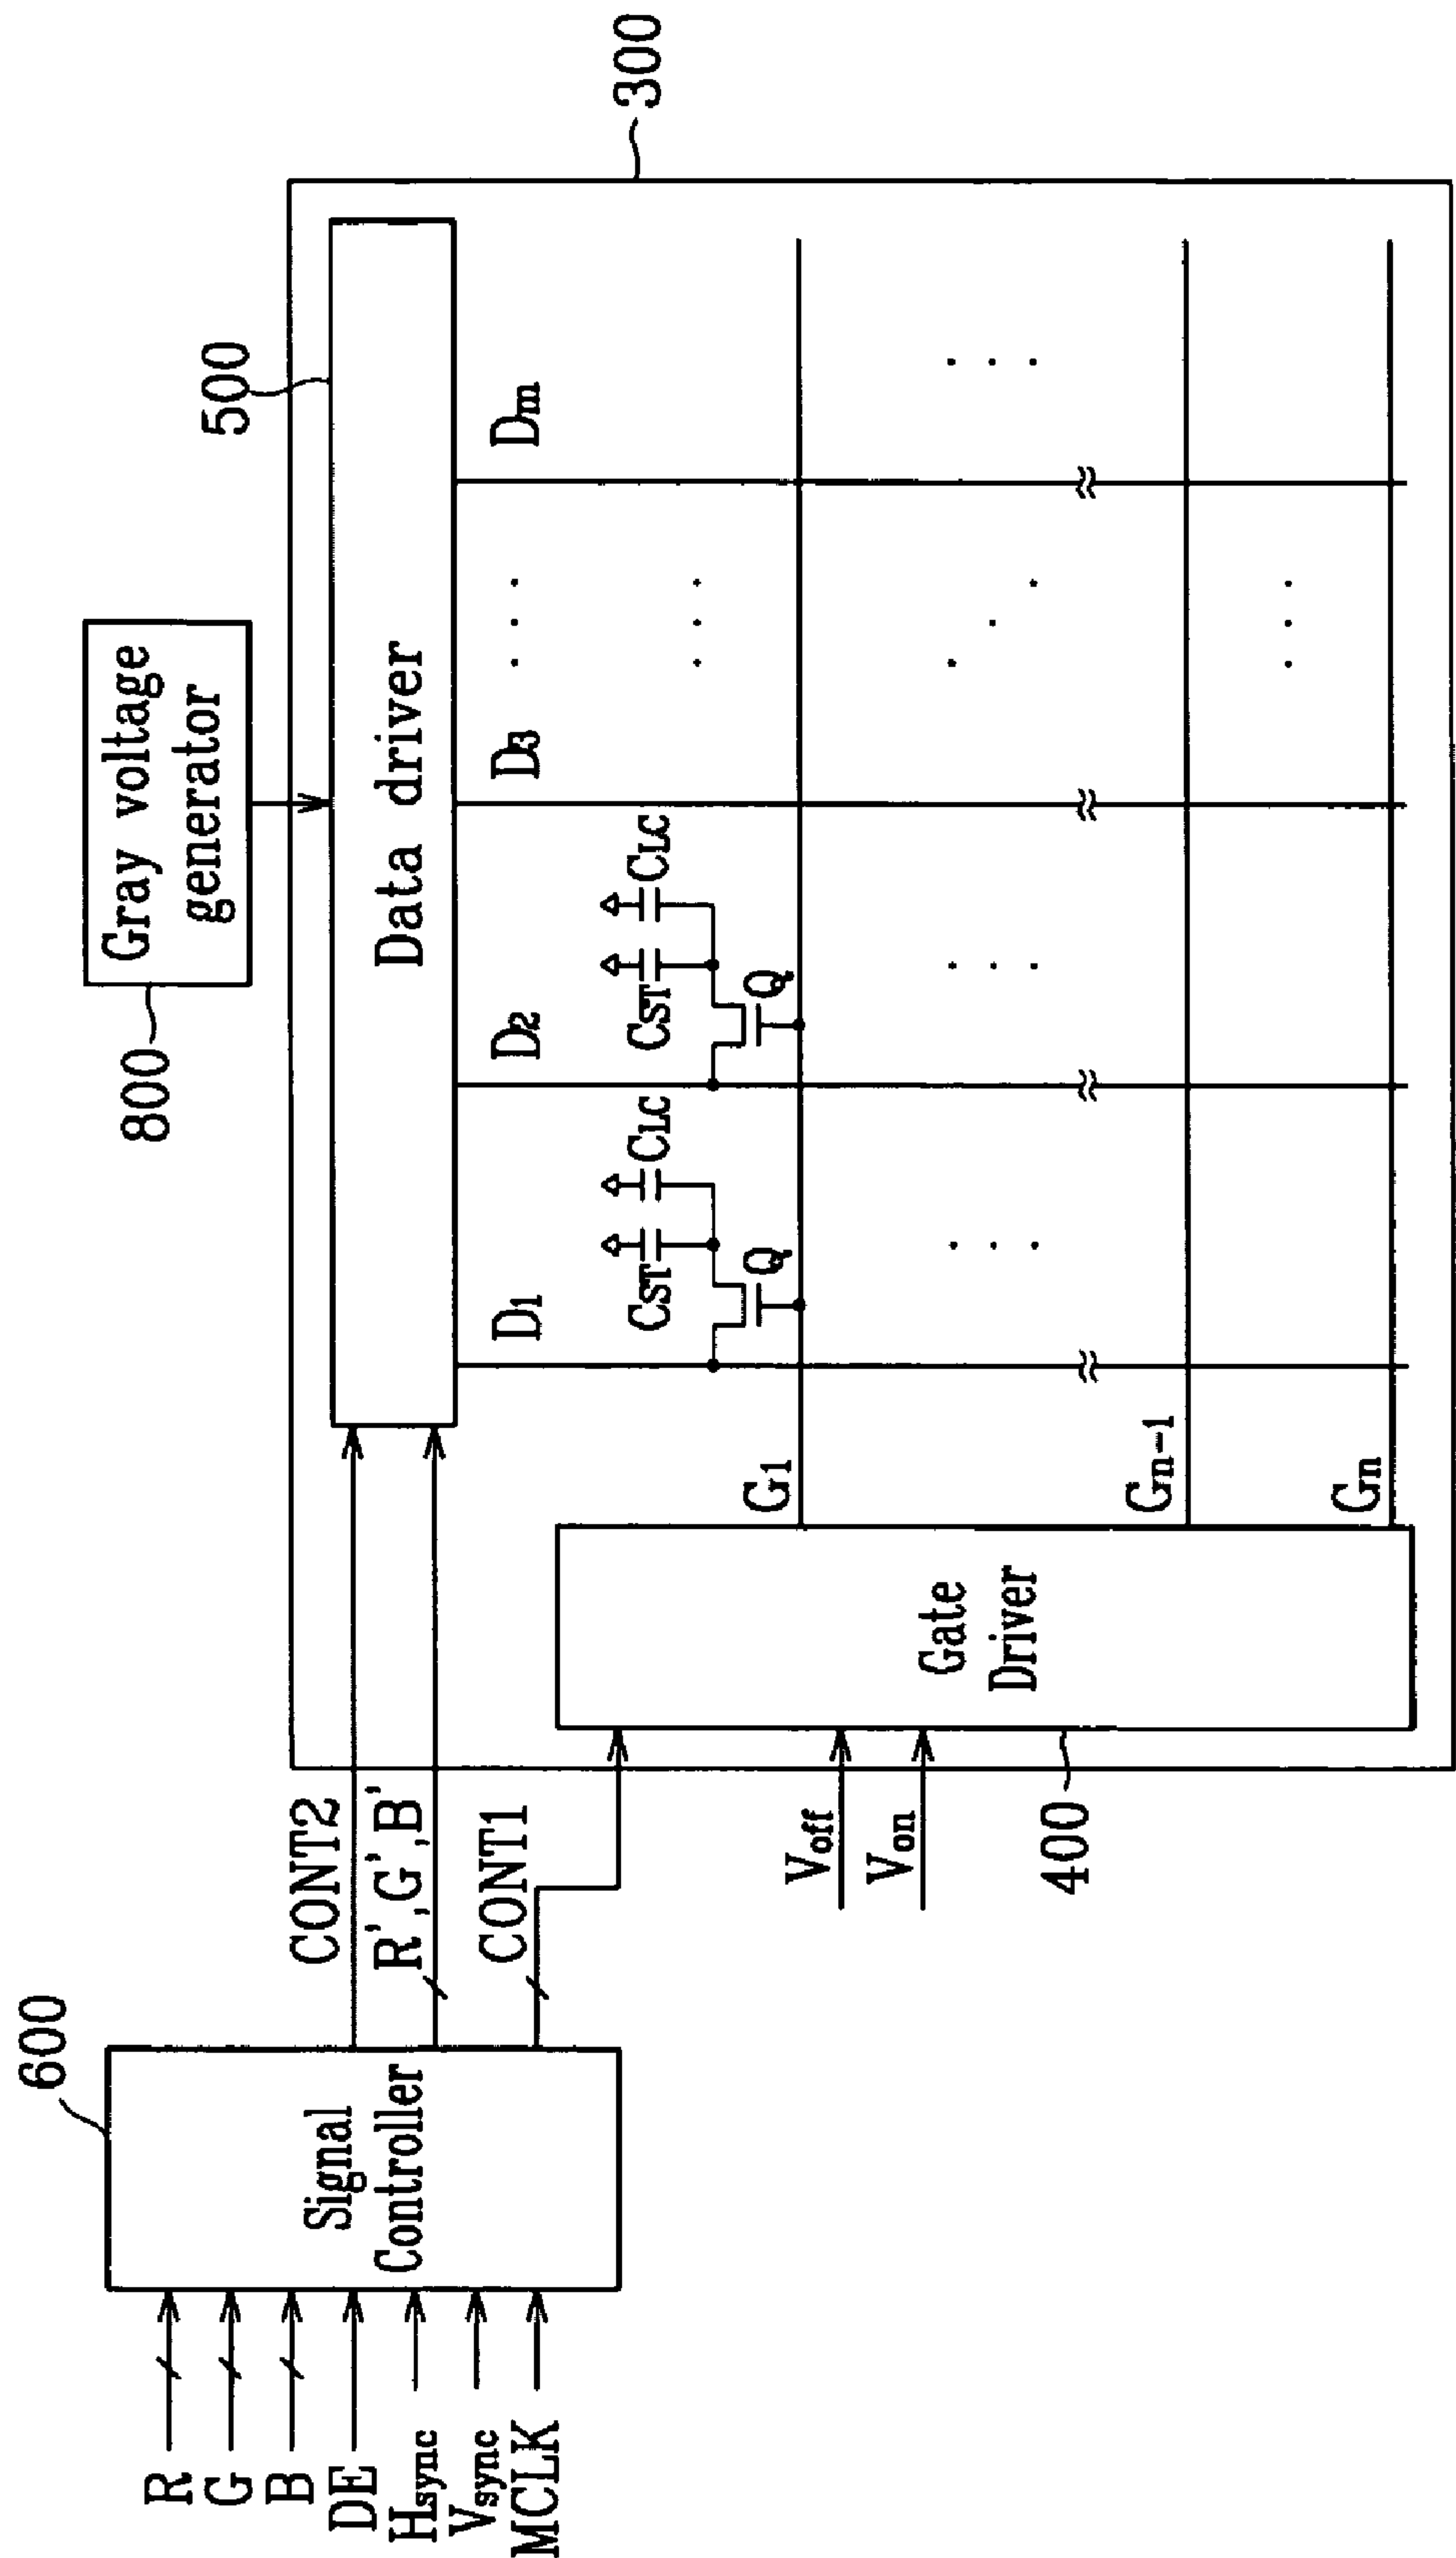 800
Gray voltage
generator
500
300
600
R
G
B
DE
Hsync
Vsync
MCLK
Signal
Controller
CONT2
R',G',B'
CONT1
Voff
Von
400
Data driver
Gate
Driver
D1
D2
D3
Dm
CST
CLC
Q
CST
CLC
Q
G1
Gn-1
Gn